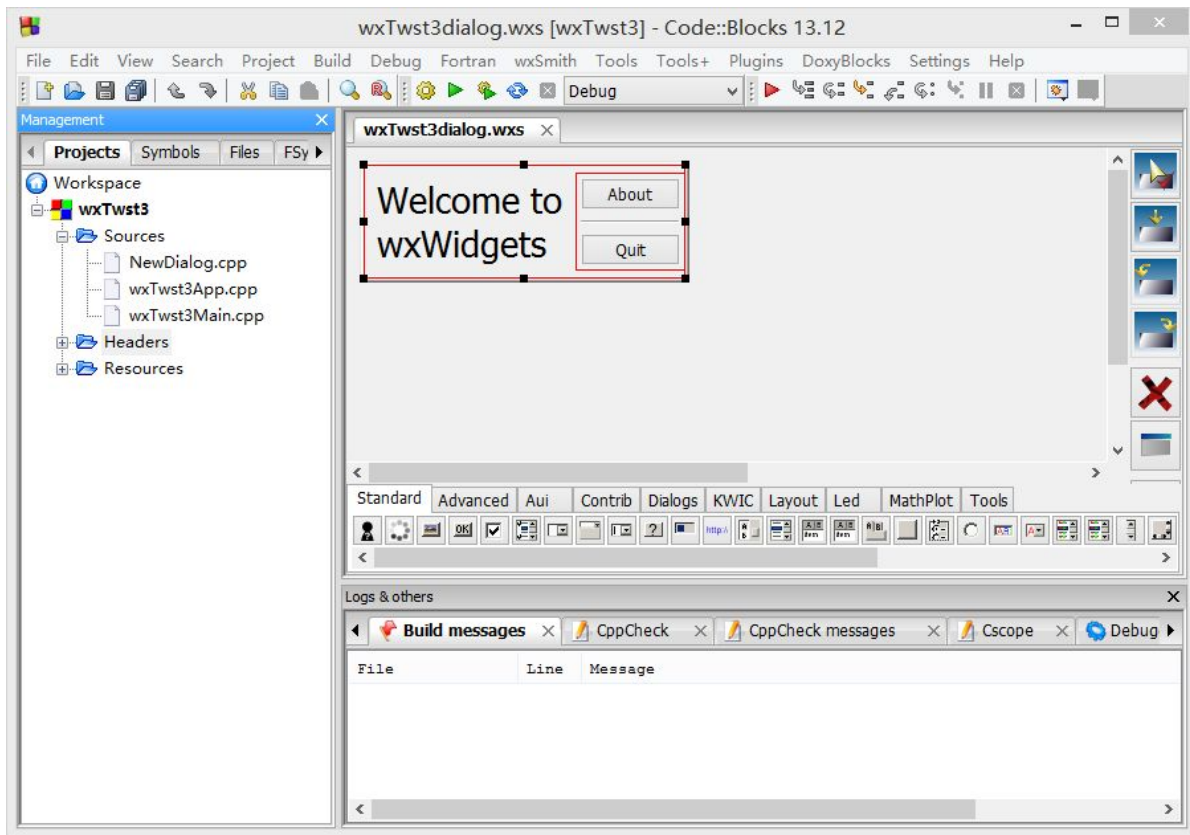 wxTwst3dialog.wxs [wxTwst3] - Code::Blocks 13.12
File Edit View Search Project Build Debug Fortran wxSmith Tools Tools+ Plugins DoxyBlocks Settings Help
Debug
Management
Projects Symbols Files FSy
Workspace
wxTwst3
Sources
NewDialog.cpp
wxTwst3App.cpp
wxTwst3Main.cpp
Headers
Resources
wxTwst3dialog.wxs
Welcome to
wxWidgets
About
Quit
Standard Advanced Aui Contrib Dialogs KWIC Layout Led MathPlot Tools
OK
Logs & others
Build messages CppCheck CppCheck messages Cscope Debug
File Line Message